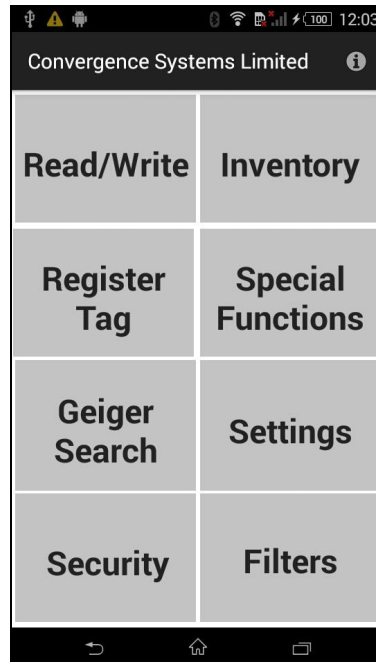 100 12:03
Convergence Systems Limited
Read/Write
Inventory
Register
Tag
Special
Functions
Geiger
Search
Settings
Security
Filters